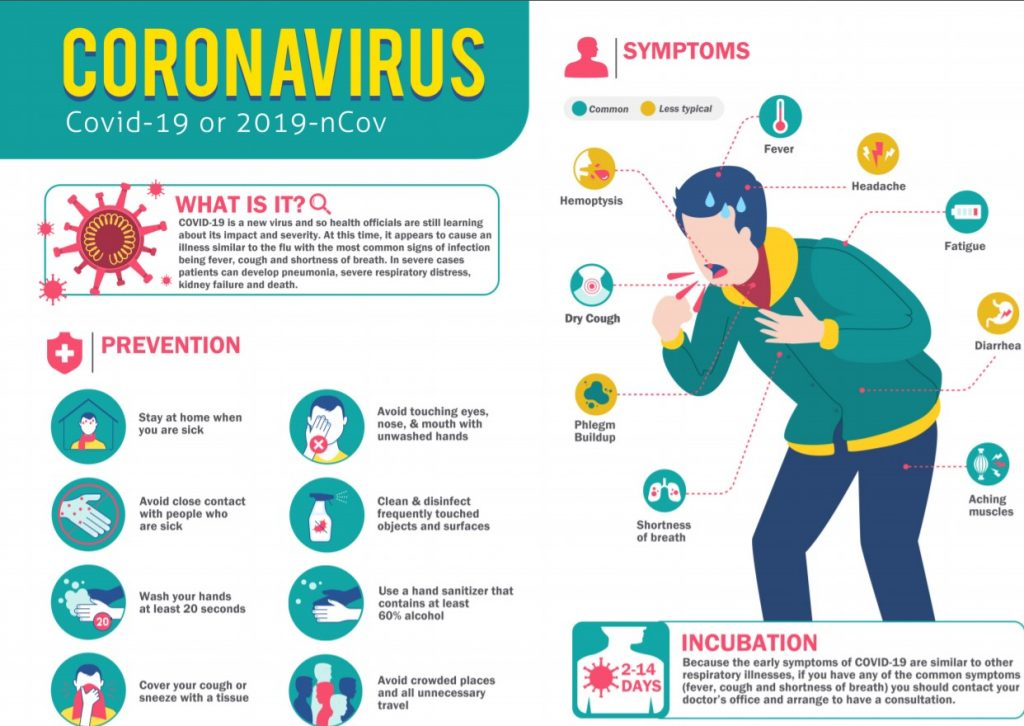 CORONAVIRUS
Covid-19 or 2019-nCov
WHAT IS IT?
COVID-19 is a new virus and so health officials are still learning
about its impact and severity. At this time, it appears to cause an
illness similar to the flu with the most common signs of infection
being fever, cough and shortness of breath. In severe cases
patients can develop pneumonia, severe respiratory distress,
kidney failure and death.
PREVENTION
Stay at home when
you are sick
Avoid touching eyes,
nose, & mouth with
unwashed hands
Avoid close contact
with people who
are sick
Clean & disinfect
frequently touched
objects and surfaces
Wash your hands
at least 20 seconds
20
Use a hand sanitizer that
contains at least
60% alcohol
Cover your cough or
sneeze with a tissue
Avoid crowded places
and all unnecessary
travel
SYMPTOMS
Common
Less typical
Fever
Headache
Hemoptysis
Fatigue
Dry Cough
Diarrhea
Phlegm
Buildup
Aching
muscles
Shortness
of breath
2-14
DAYS
INCUBATION
Because the early symptoms of COVID-19 are similar to other
respiratory illnesses, if you have any of the common symptoms
(fever, cough and shortness of breath) you should contact your
doctor's office and arrange to have a consultation.